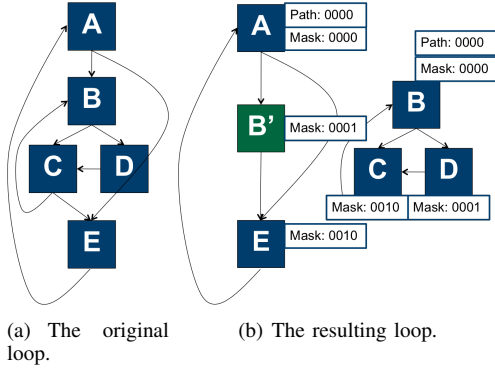 A
B
C
D
E
(a) The original
loop.
A
Path: 0000
Mask: 0000
B’
Mask: 0001
E
Mask: 0010
Path: 0000
Mask: 0000
B
C
D
Mask: 0010
Mask: 0001
(b) The resulting loop.